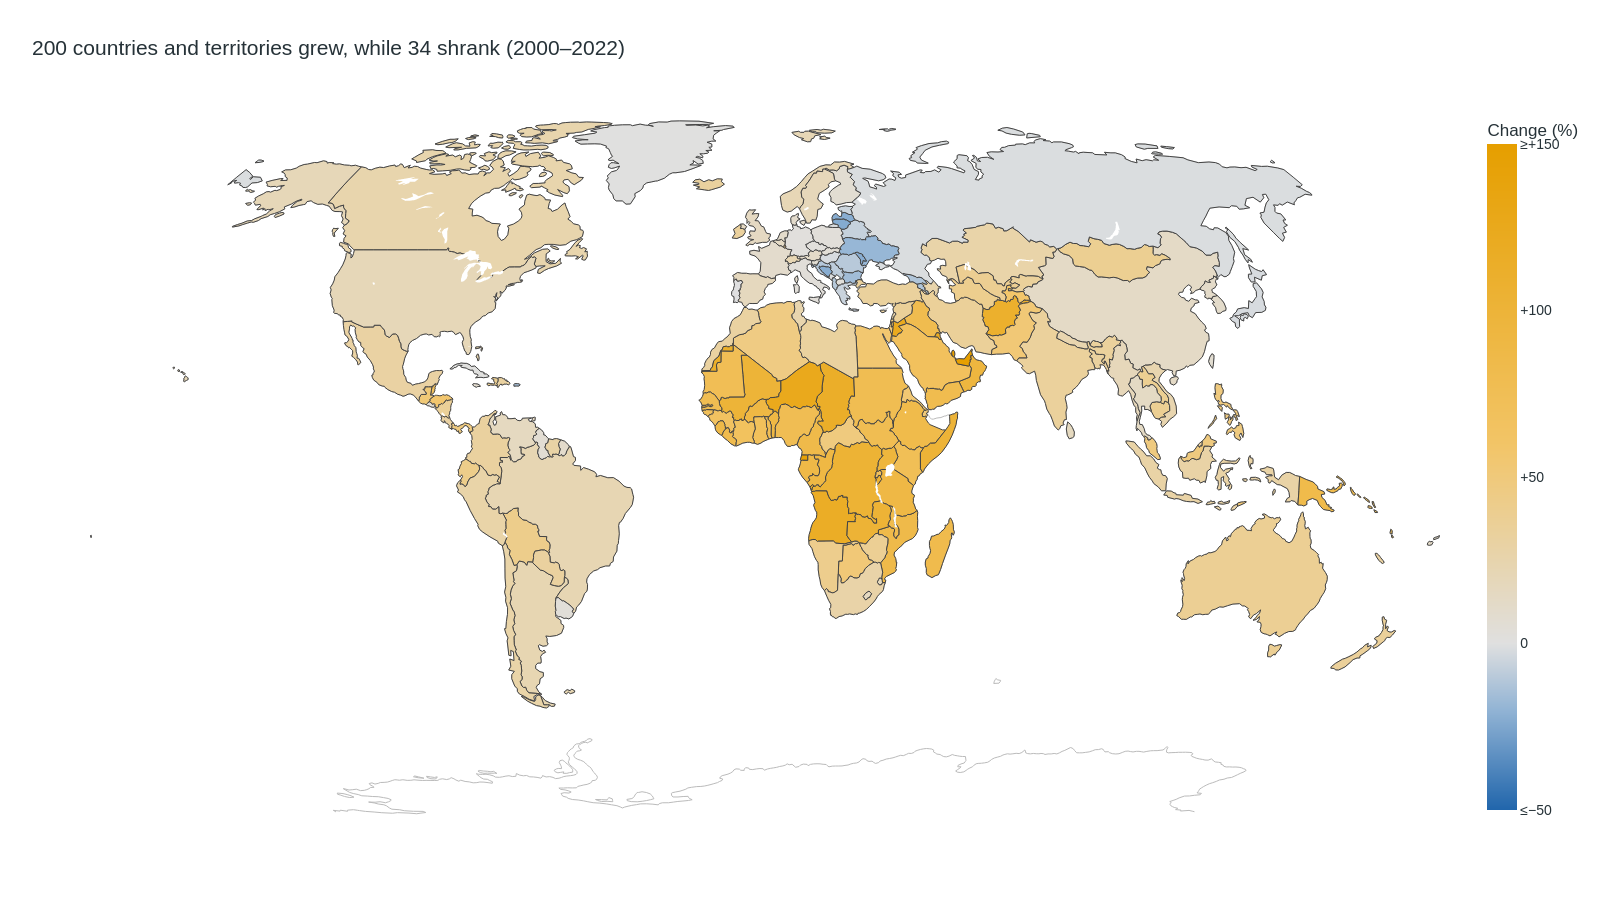 200 countries and territories grew, while 34 shrank (2000–2022)
Change (%)
≥+150
+100
+50
0
≤−50